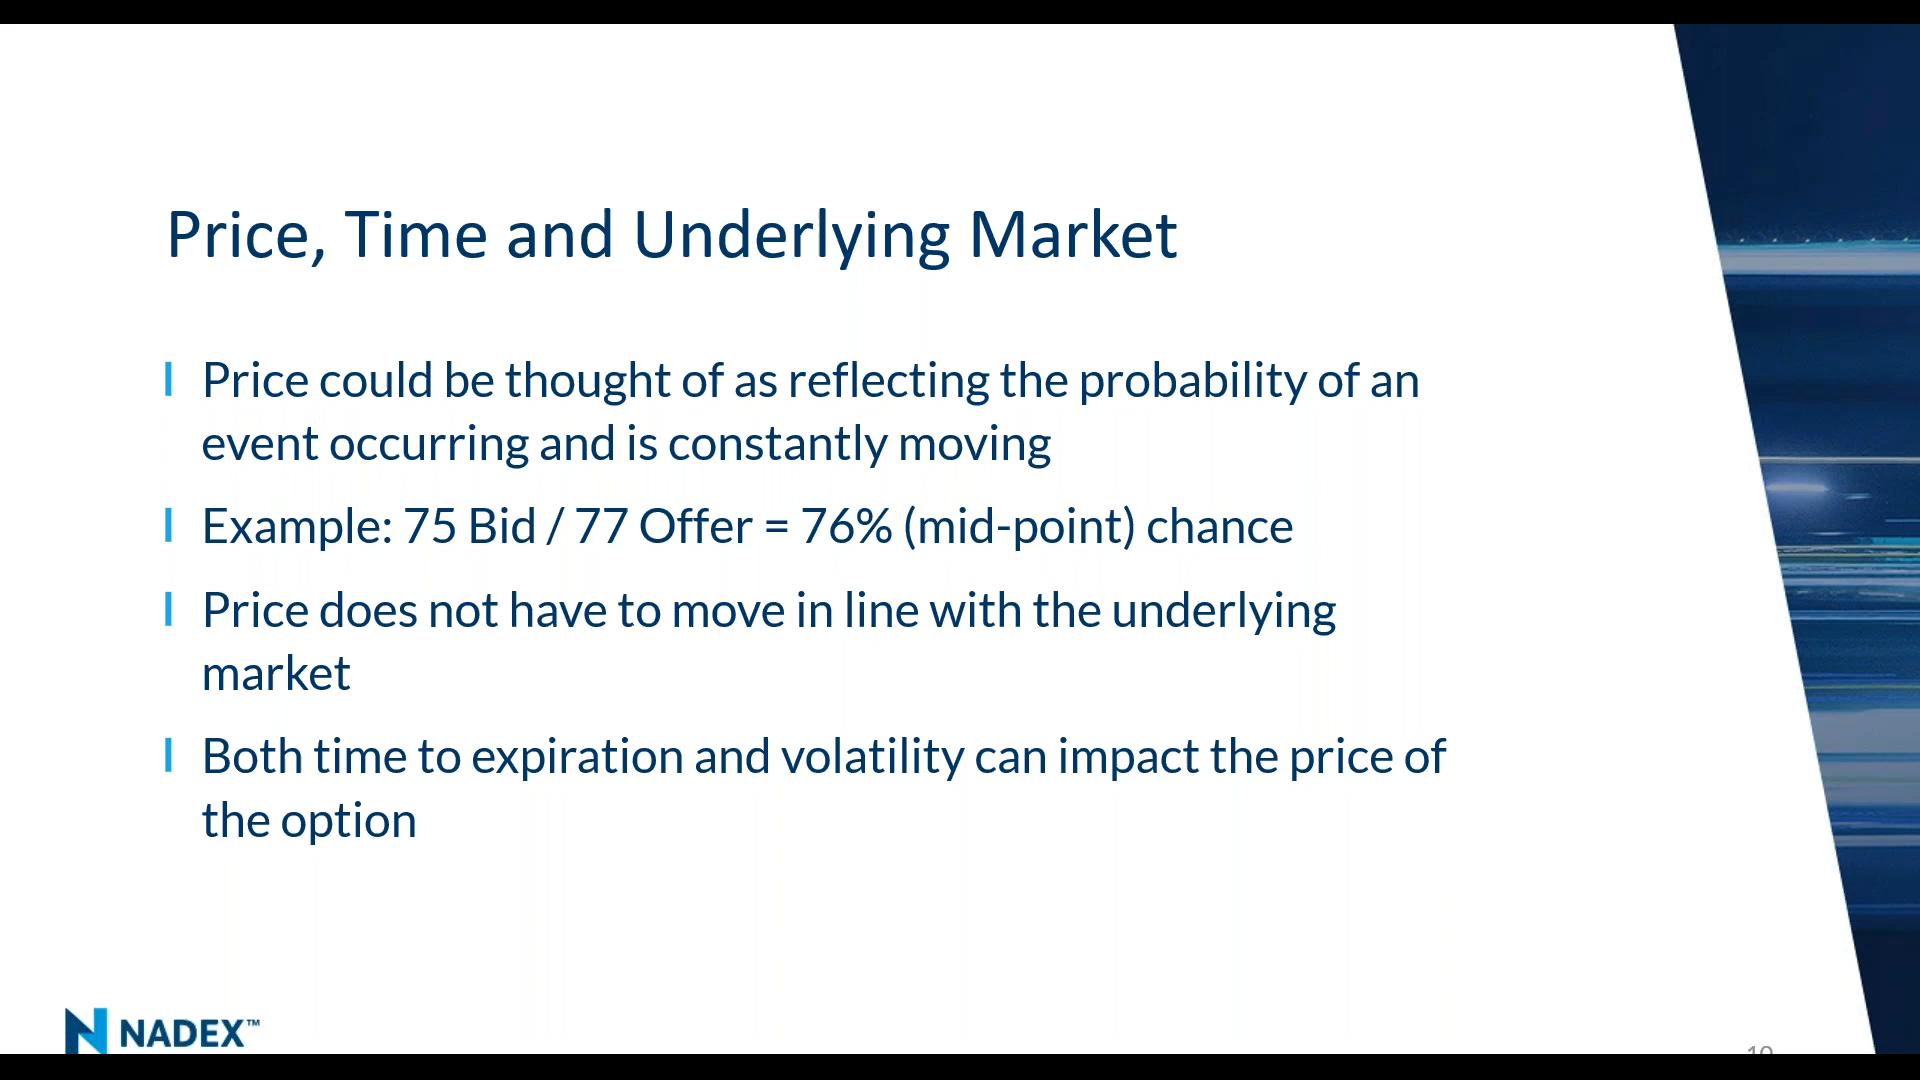 Price, Time and Underlying Market
Price could be thought of as reflecting the probability of an
event occurring and is constantly moving
Example: 75 Bid / 77 Offer = 76% (mid-point) chance
Price does not have to move in line with the underlying
market
Both time to expiration and volatility can impact the price of
the option
NADEX™